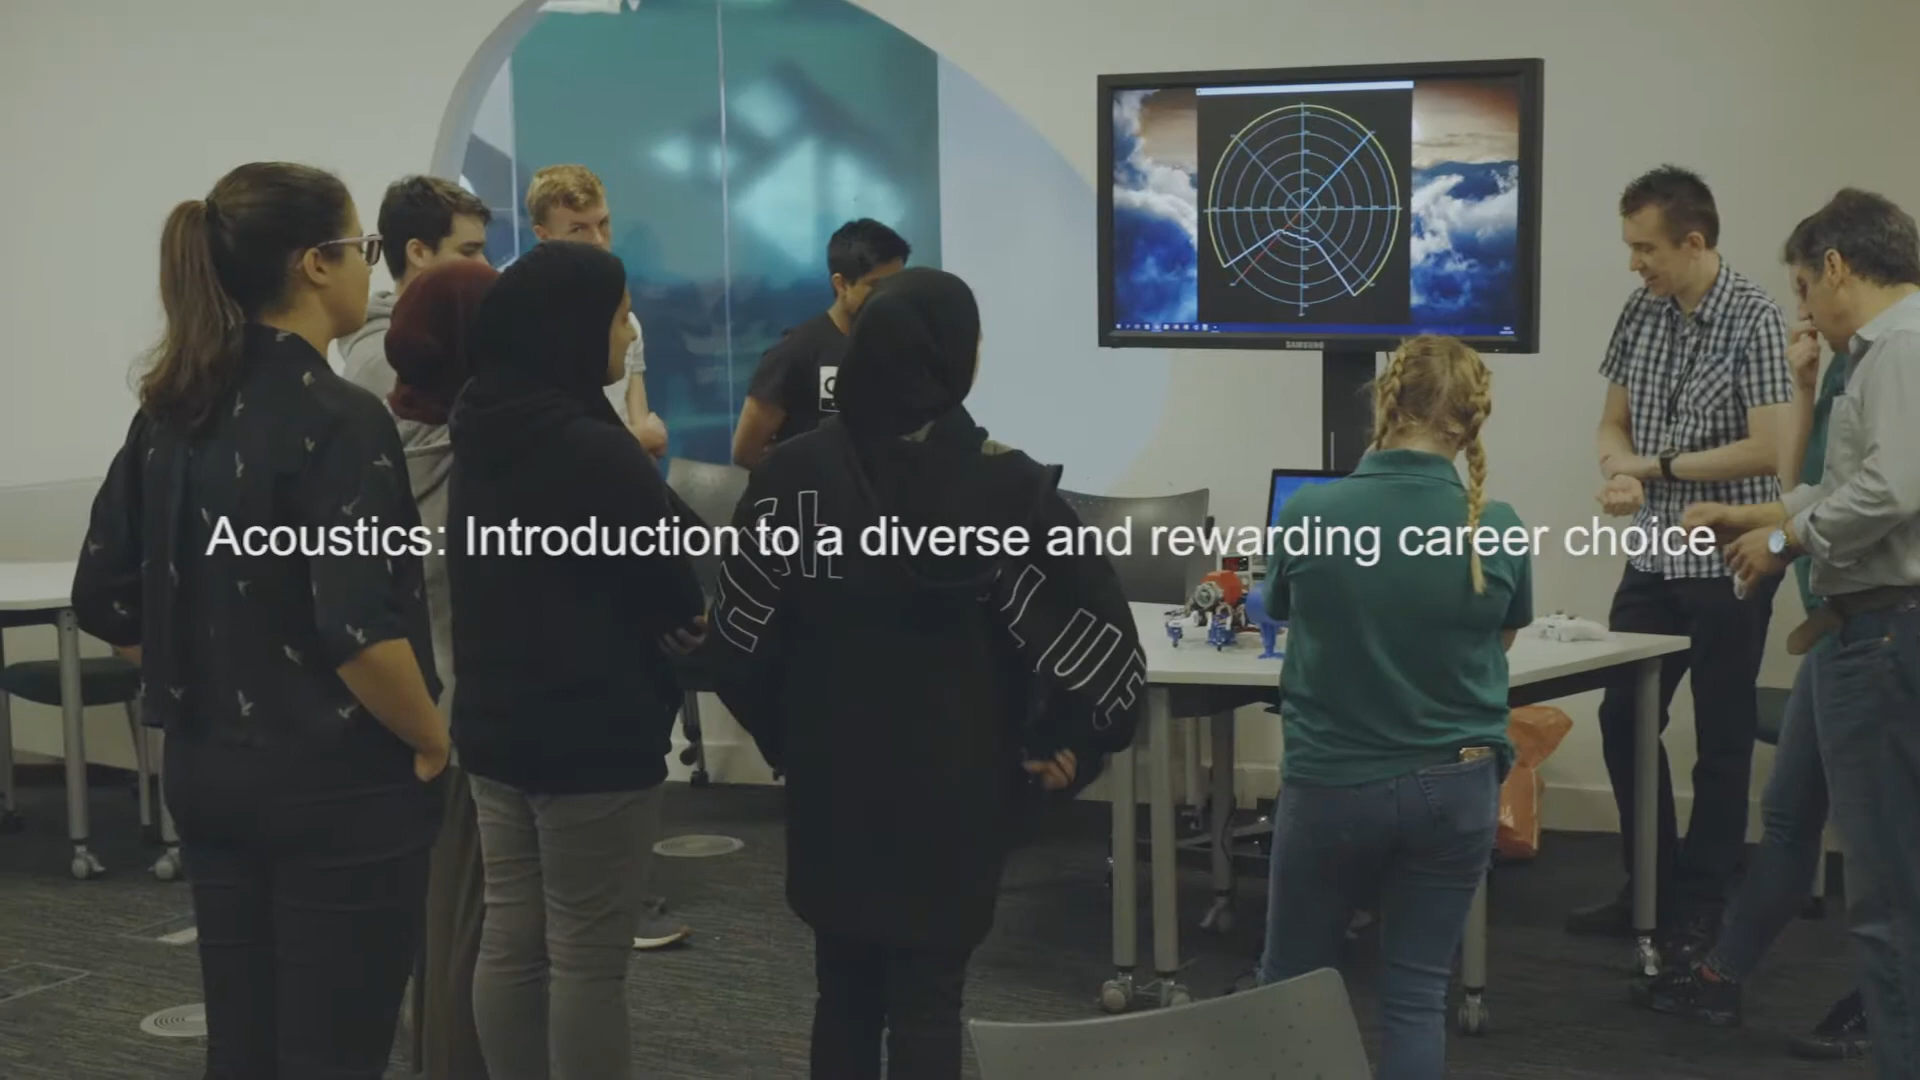 SAMSUNG
Acoustics: Introduction to a diverse and rewarding career choice